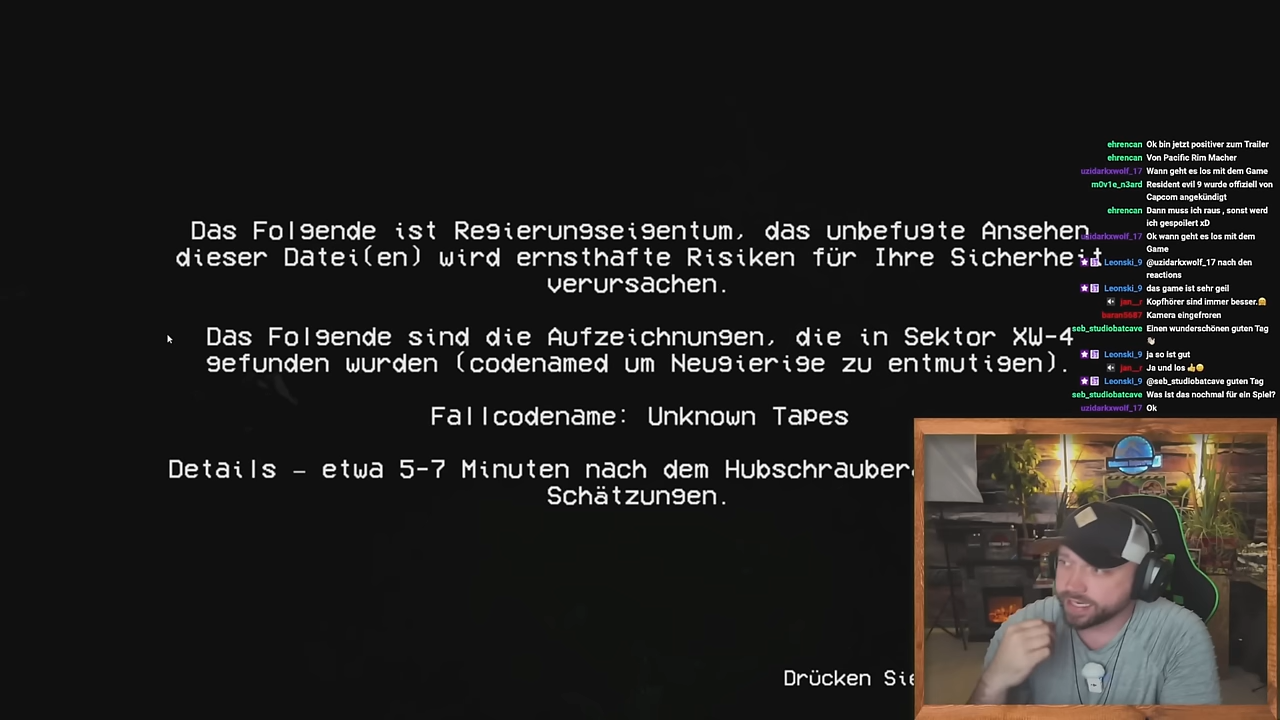 Das Folgende ist Regierungseigentum, das unbefugte Ansehen
dieser Datei(en) wird ernsthafte Risiken für Ihre Sicherheit
verursachen.
Das Folgende sind die Aufzeichnungen, die in Sektor XW-4
gefunden wurden (codenamed um Neugierige zu entmutigen).
Fallcodename: Unknown Tapes
Details - etwa 5-7 Minuten nach dem Hubschrauber
Schätzungen.
Drücken Sie
ehrencan Ok bin jetzt positiver zum Trailer
ehrencan Von Pacific Rim Macher
uzidarkxwolf_17 Wann geht es los mit dem Game
m0v1e_n3ard Resident evil 9 wurde offiziell von
Capcom angekündigt
ehrencan Dann muss ich raus , sonst werd
ich gespoilert xD
uzidarkxwolf_17 Ok wann geht es los mit dem
Game
Leonski_9 @uzidarkxwolf_17 nach den
reactions
Leonski_9 das game ist sehr geil
jan__r Kopfhörer sind immer besser.😀
baran5687 Kamera eingefroren
seb_studiobatcave Einen wunderschönen guten Tag
👋🏻
Leonski_9 ja so ist gut
jan__r Ja und los 👍😀
Leonski_9 @seb_studiobatcave guten Tag
seb_studiobatcave Was ist das nochmal für ein Spiel?
uzidarkxwolf_17 Ok